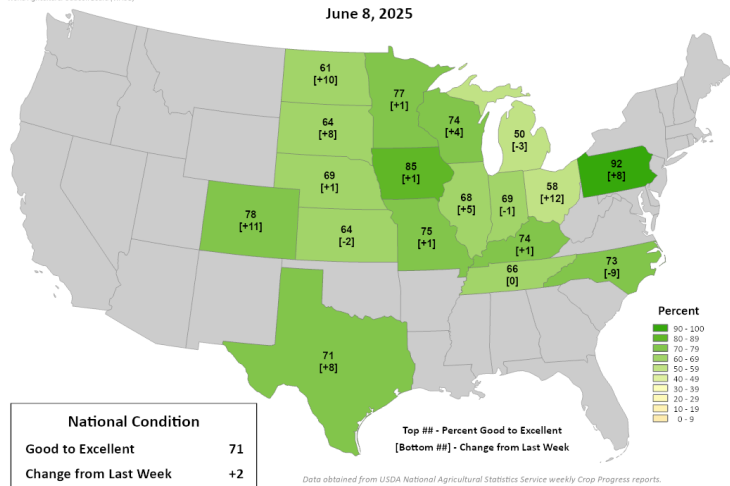 June 8, 2025
61
[+10]
77
[+1]
64
[+8]
74
[+4]
50
[-3]
92
[+8]
85
[+1]
69
[+1]
68
[+5]
69
[-1]
58
[+12]
78
[+11]
64
[-2]
75
[+1]
74
[+1]
66
[0]
73
[-9]
71
[+8]
Percent
90 - 100
80 - 89
70 - 79
60 - 69
50 - 59
40 - 49
30 - 39
20 - 29
10 - 19
0 - 9
National Condition
Good to Excellent 71
Change from Last Week +2
Top ## - Percent Good to Excellent
[Bottom ##] - Change from Last Week
Data obtained from USDA National Agricultural Statistics Service weekly Crop Progress reports.